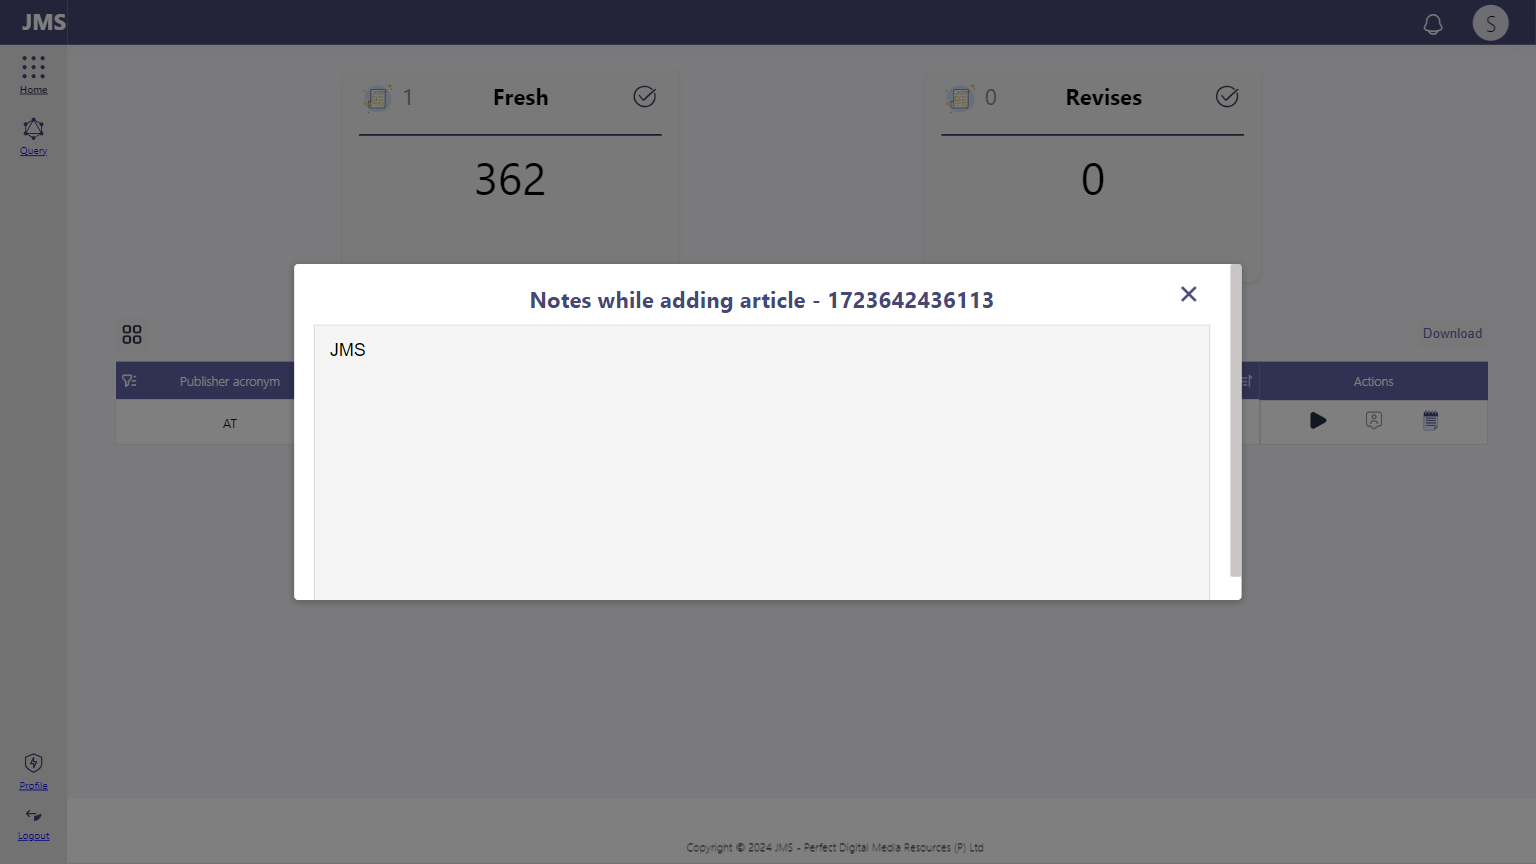 JMS
S
Home
Query
1 Fresh
362
0 Revises
0
Notes while adding article - 1723642436113
JMS
Download
Publisher acronym
Actions
AT
Profile
Logout
Copyright © 2024 JMS - Perfect Digital Media Resources (P) Ltd